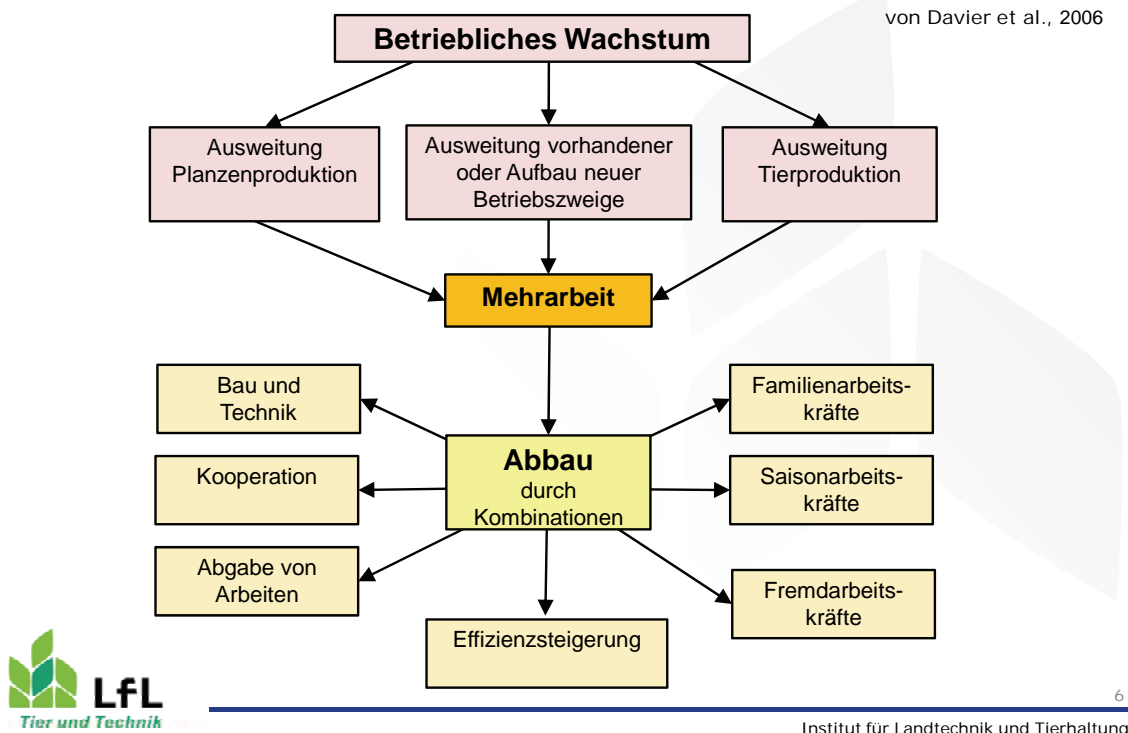 von Davier et al., 2006
Betriebliches Wachstum
Ausweitung
Planzenproduktion
Ausweitung vorhandener
oder Aufbau neuer
Betriebszweige
Ausweitung
Tierproduktion
Mehrarbeit
Bau und
Technik
Familienarbeits-
kräfte
Abbau
durch
Kombinationen
Kooperation
Saisonarbeits-
kräfte
Abgabe von
Arbeiten
Fremdarbeits-
kräfte
Effizienzsteigerung
LfL
Tier und Technik
6
Institut für Landtechnik und Tierhaltung